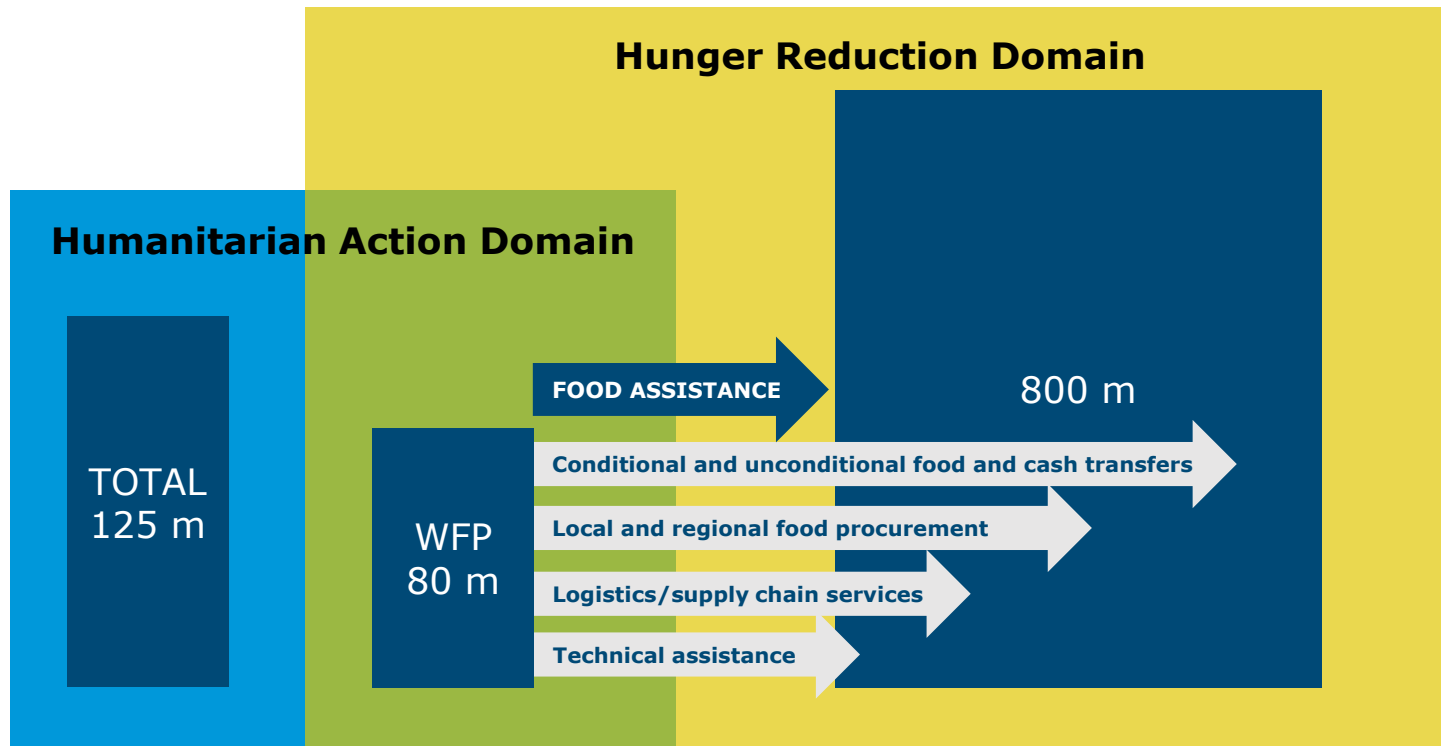 Hunger Reduction Domain
Humanitarian Action Domain
TOTAL
125 m
WFP
80 m
FOOD ASSISTANCE
800 m
Conditional and unconditional food and cash transfers
Local and regional food procurement
Logistics/supply chain services
Technical assistance